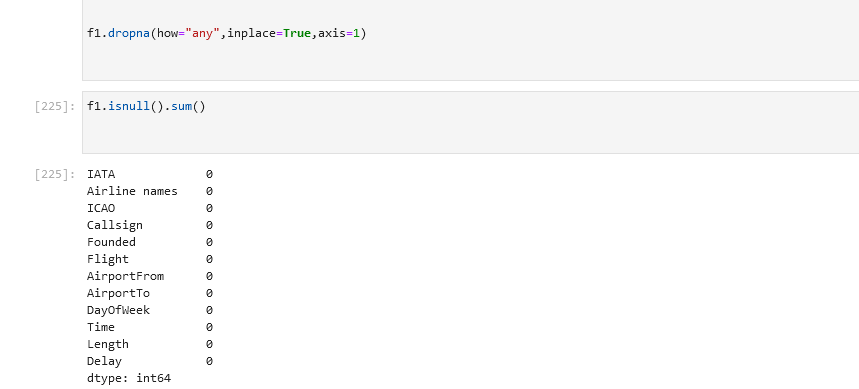 f1.dropna(how="any",inplace=True,axis=1)
[225]: f1.isnull().sum()
[225]: IATA 0
Airline names 0
ICAO 0
Callsign 0
Founded 0
Flight 0
AirportFrom 0
AirportTo 0
DayOfWeek 0
Time 0
Length 0
Delay 0
dtype: int64